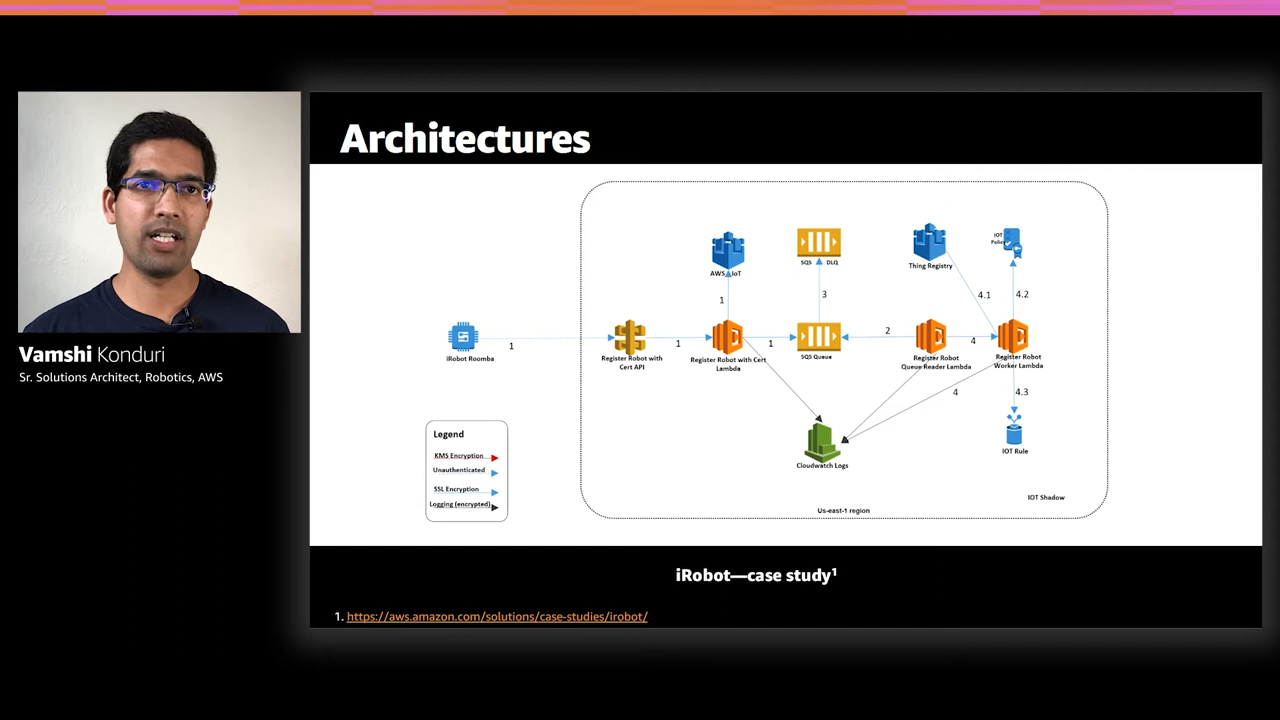 Architectures
Vamshi Konduri
Sr. Solutions Architect, Robotics, AWS
iRobot Roomba
1
Register Robot with
Cert API
1
AWS IoT
1
Register Robot with Cert
Lambda
1
SQS DLQ
3
SQS Queue
2
Thing Registry
Register Robot
Queue Reader Lambda
4
4.1
IOT
Policy
4.2
Register Robot
Worker Lambda
4
4.3
IOT Rule
Cloudwatch Logs
IOT Shadow
Us-east-1 region
Legend
KMS Encryption
Unauthenticated
SSL Encryption
Logging (encrypted)
iRobot—case study¹
1. https://aws.amazon.com/solutions/case-studies/irobot/